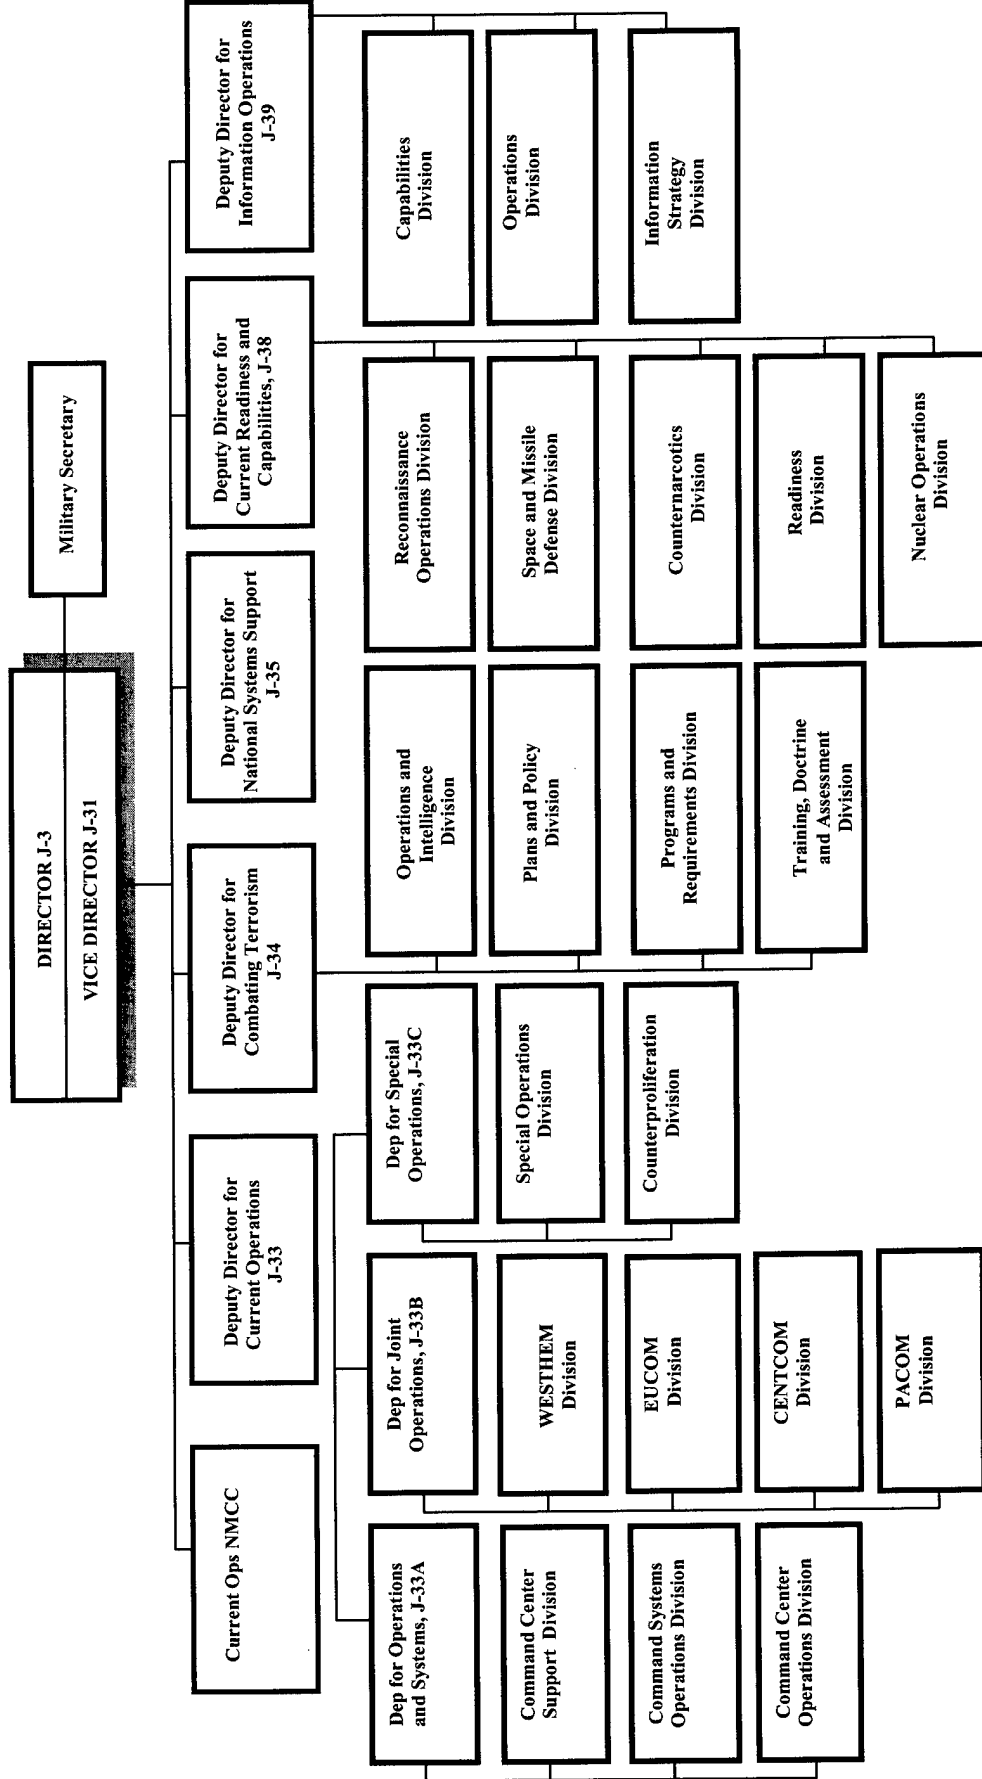 DIRECTOR J-3
VICE DIRECTOR J-31
Military Secretary
Current Ops NMCC
Deputy Director for
Current Operations
J-33
Deputy Director for
Combating Terrorism
J-34
Deputy Director for
National Systems Support
J-35
Deputy Director for
Current Readiness and
Capabilities, J-38
Deputy Director for
Information Operations
J-39
Dep for Operations
and Systems, J-33A
Command Center
Support Division
Command Systems
Operations Division
Command Center
Operations Division
Dep for Joint
Operations, J-33B
WESTHEM
Division
EUCOM
Division
CENTCOM
Division
PACOM
Division
Dep for Special
Operations, J-33C
Special Operations
Division
Counterproliferation
Division
Operations and
Intelligence
Division
Plans and Policy
Division
Programs and
Requirements Division
Training, Doctrine
and Assessment
Division
Reconnaissance
Operations Division
Space and Missile
Defense Division
Counternarcotics
Division
Readiness
Division
Nuclear Operations
Division
Capabilities
Division
Operations
Division
Information
Strategy
Division